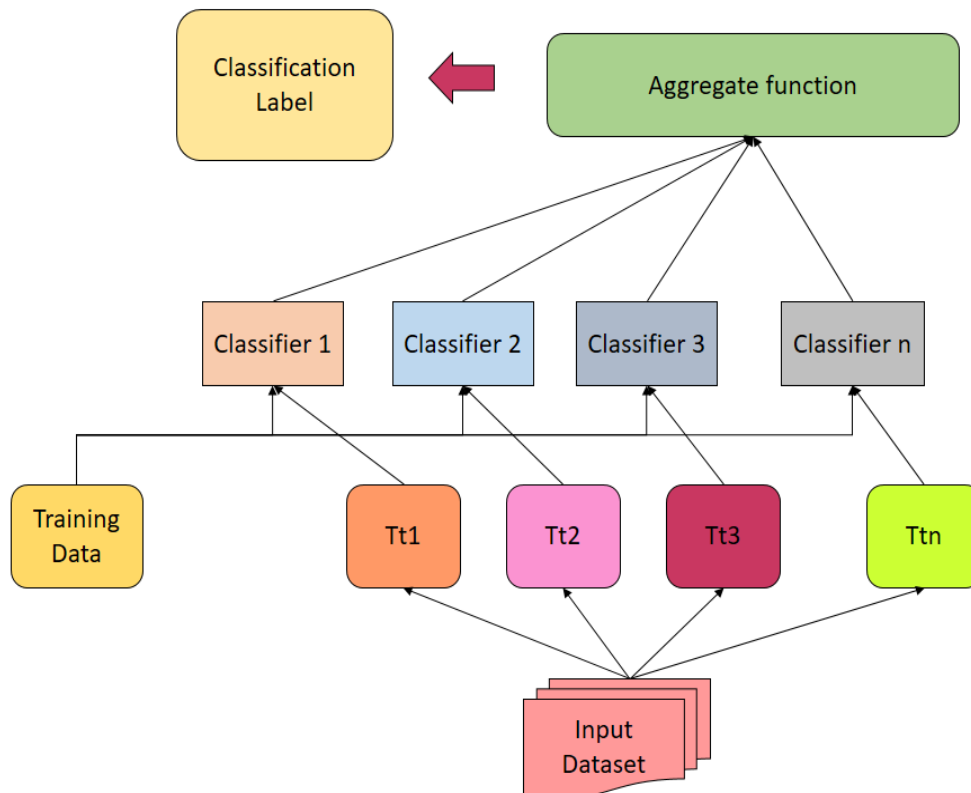 Classification
Label
Aggregate function
Classifier 1
Classifier 2
Classifier 3
Classifier n
Training
Data
Tt1
Tt2
Tt3
Ttn
Input
Dataset